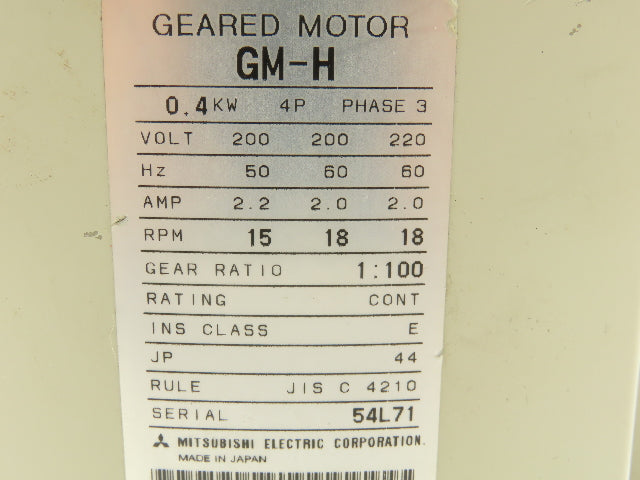 GEARED MOTOR
GM-H
0.4KW 4P PHASE 3
VOLT 200 200 220
Hz 50 60 60
AMP 2.2 2.0 2.0
RPM 15 18 18
GEAR RATIO 1:100
RATING CONT
INS CLASS E
JP 44
RULE JIS C 4210
SERIAL 54L71
MITSUBISHI ELECTRIC CORPORATION.
MADE IN JAPAN